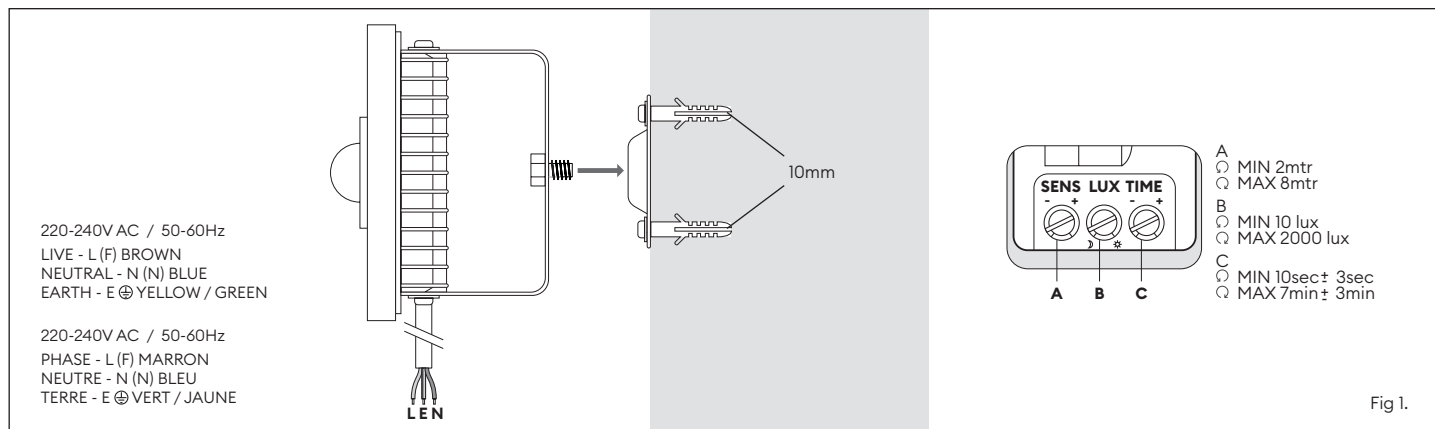 220-240V AC / 50-60Hz
LIVE - L (F) BROWN
NEUTRAL - N (N) BLUE
EARTH - E ⏚ YELLOW / GREEN
220-240V AC / 50-60Hz
PHASE - L (F) MARRON
NEUTRE - N (N) BLEU
TERRE - E ⏚ VERT / JAUNE
L E N
10mm
SENS LUX TIME
- + - +
A B C
A
MIN 2mtr
MAX 8mtr
B
MIN 10 lux
MAX 2000 lux
C
MIN 10sec± 3sec
MAX 7min± 3min
Fig 1.